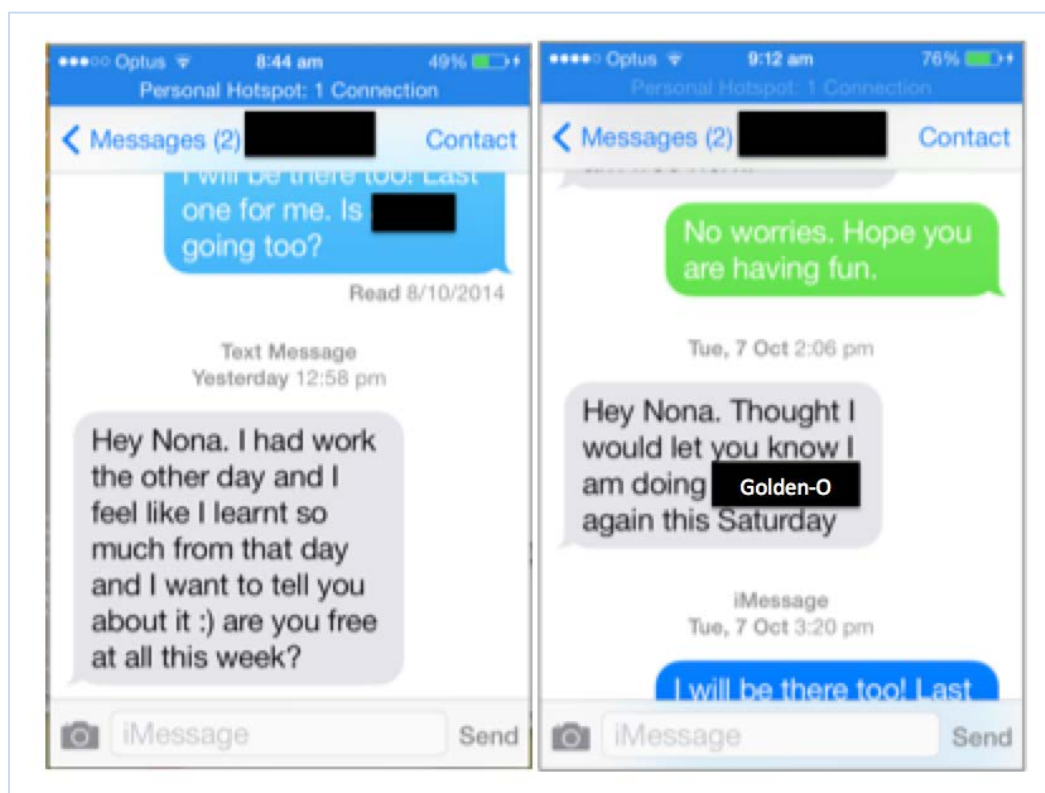 Optus 8:44 am 49%
Personal Hotspot: 1 Connection
Messages (2) Contact
I will be there too! Last
one for me. Is
going too?
Read 8/10/2014
Text Message
Yesterday 12:58 pm
Hey Nona. I had work
the other day and I
feel like I learnt so
much from that day
and I want to tell you
about it :) are you free
at all this week?
iMessage Send
Optus 9:12 am 76%
Personal Hotspot: 1 Connection
Messages (2) Contact
No worries. Hope you
are having fun.
Tue, 7 Oct 2:06 pm
Hey Nona. Thought I
would let you know I
am doing Golden-O
again this Saturday
iMessage
Tue, 7 Oct 3:20 pm
I will be there too! Last
iMessage Send